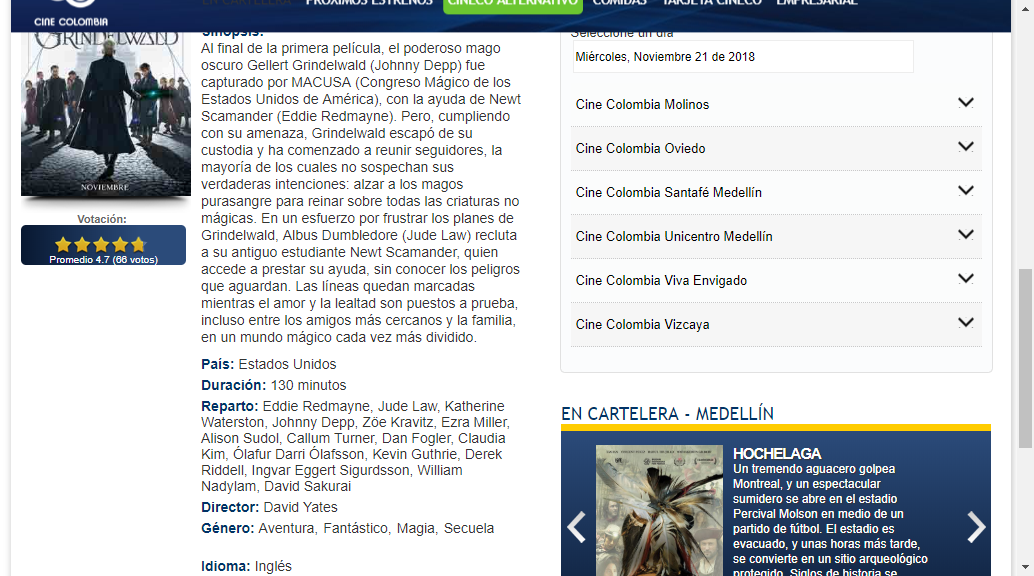 EN CARTELERA
PRÓXIMOS ESTRENOS
CINECO ALTERNATIVO
COMIDAS
TARJETA CINECO
EMPRESARIAL
CINE COLOMBIA
GRINDELWALD
NOVIEMBRE
Votación:
Promedio 4.7 (66 votos)
Sinopsis:
Al final de la primera película, el poderoso mago
oscuro Gellert Grindelwald (Johnny Depp) fue
capturado por MACUSA (Congreso Mágico de los
Estados Unidos de América), con la ayuda de Newt
Scamander (Eddie Redmayne). Pero, cumpliendo
con su amenaza, Grindelwald escapó de su
custodia y ha comenzado a reunir seguidores, la
mayoría de los cuales no sospechan sus
verdaderas intenciones: alzar a los magos
purasangre para reinar sobre todas las criaturas no
mágicas. En un esfuerzo por frustrar los planes de
Grindelwald, Albus Dumbledore (Jude Law) recluta
a su antiguo estudiante Newt Scamander, quien
accede a prestar su ayuda, sin conocer los peligros
que aguardan. Las líneas quedan marcadas
mientras el amor y la lealtad son puestos a prueba,
incluso entre los amigos más cercanos y la familia,
en un mundo mágico cada vez más dividido.
País: Estados Unidos
Duración: 130 minutos
Reparto: Eddie Redmayne, Jude Law, Katherine
Waterston, Johnny Depp, Zöe Kravitz, Ezra Miller,
Alison Sudol, Callum Turner, Dan Fogler, Claudia
Kim, Ólafur Darri Ólafsson, Kevin Guthrie, Derek
Riddell, Ingvar Eggert Sigurdsson, William
Nadylam, David Sakurai
Director: David Yates
Género: Aventura, Fantástico, Magia, Secuela
Idioma: Inglés
Seleccione un día
Miércoles, Noviembre 21 de 2018
Cine Colombia Molinos
Cine Colombia Oviedo
Cine Colombia Santafé Medellín
Cine Colombia Unicentro Medellín
Cine Colombia Viva Envigado
Cine Colombia Vizcaya
EN CARTELERA - MEDELLÍN
HOCHELAGA
Un tremendo aguacero golpea
Montreal, y un espectacular
sumidero se abre en el estadio
Percival Molson en medio de un
partido de fútbol. El estadio es
evacuado, y unas horas más tarde,
se convierte en un sitio arqueológico
protegido. Siglos de historia se